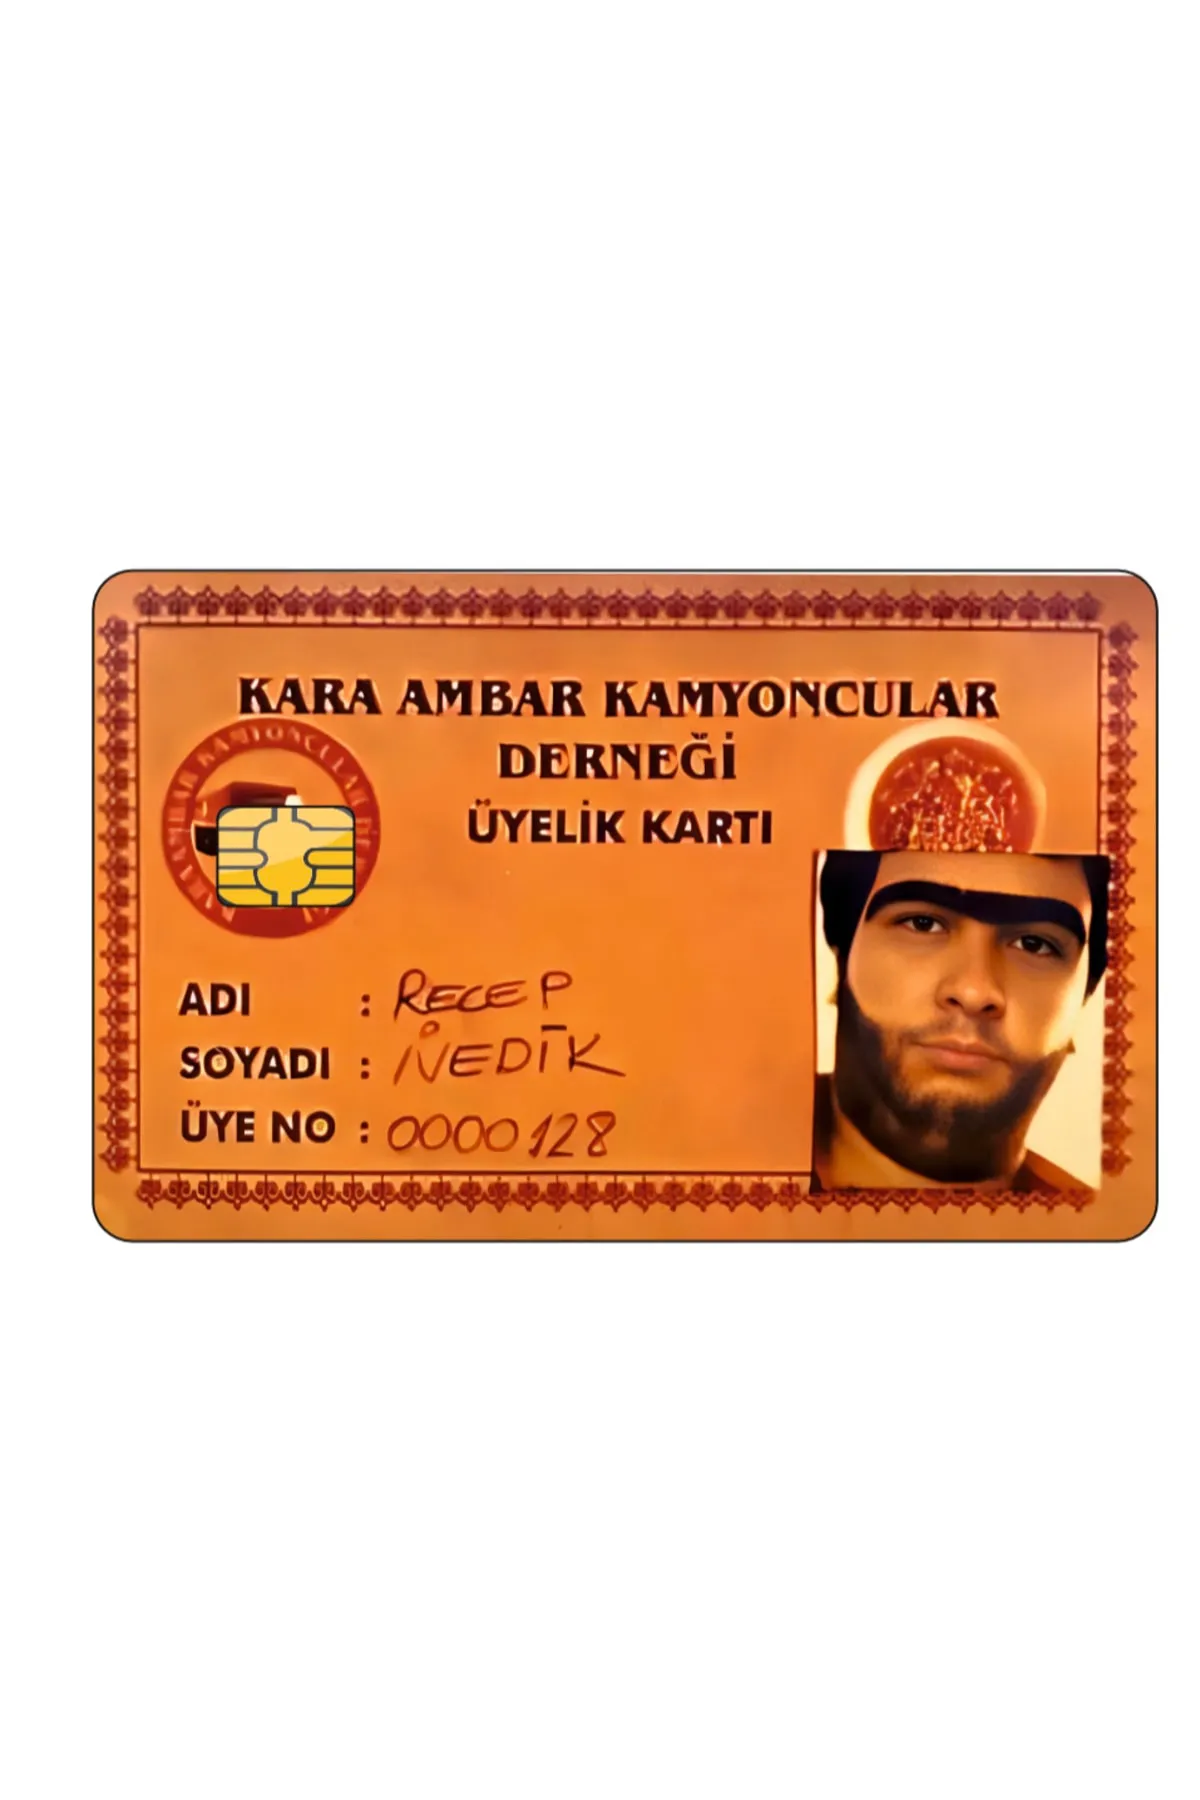 KARA AMBAR KAMYONCULAR
DERNEĞİ
ÜYELİK KARTI
ADI : RECEP
SOYADI : İVEDİK
ÜYE NO : 0000128